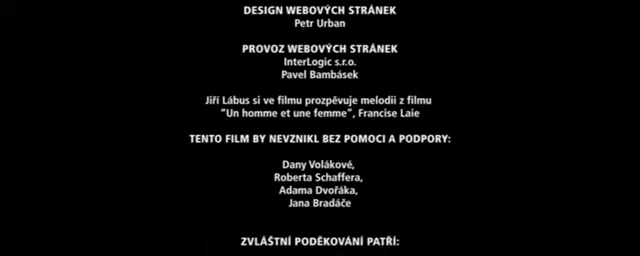 DESIGN WEBOVÝCH STRÁNEK
Petr Urban
PROVOZ WEBOVÝCH STRÁNEK
InterLogic s.r.o.
Pavel Bambásek
Jiří Lábus si ve filmu prozpěvuje melodii z filmu
"Un homme et une femme", Francise Laie
TENTO FILM BY NEVZNIKL BEZ POMOCI A PODPORY:
Dany Volákové,
Roberta Schaffera,
Adama Dvořáka,
Jana Bradáče
ZVLÁŠTNÍ PODĚKOVÁNÍ PATŘÍ: